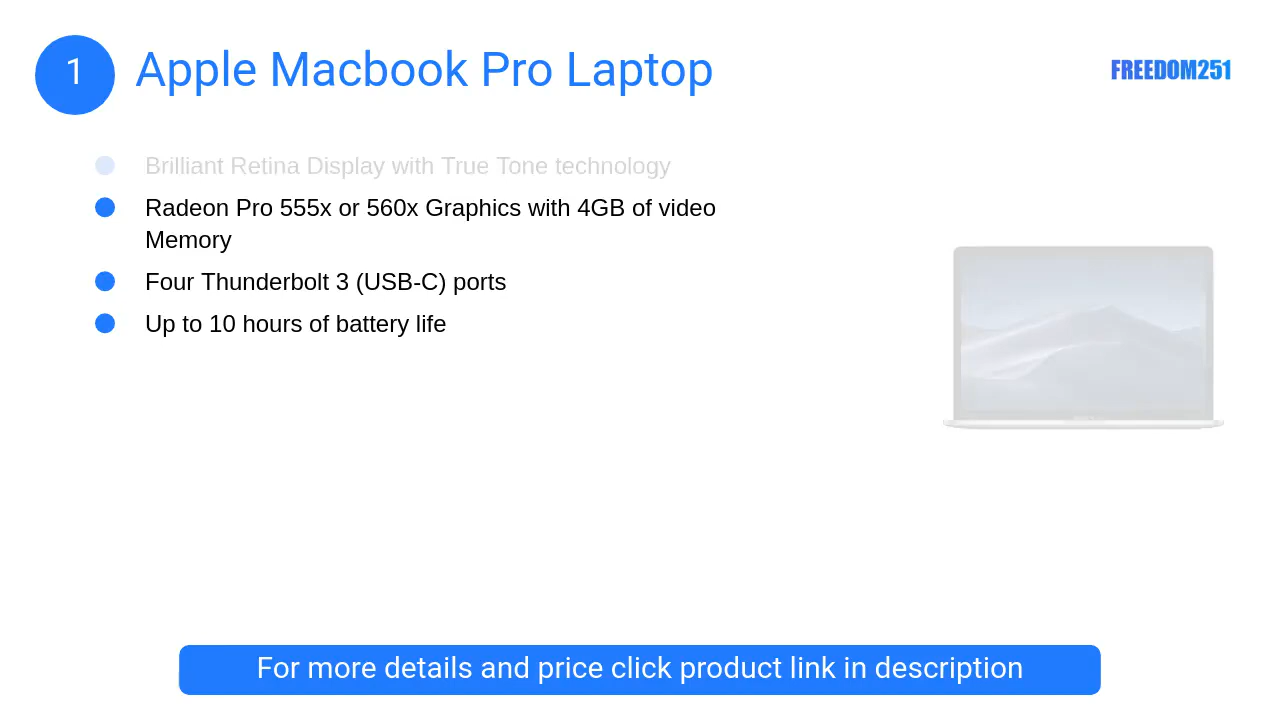 1
Apple Macbook Pro Laptop
FREEDOM251
Brilliant Retina Display with True Tone technology
Radeon Pro 555x or 560x Graphics with 4GB of video
Memory
Four Thunderbolt 3 (USB-C) ports
Up to 10 hours of battery life
For more details and price click product link in description